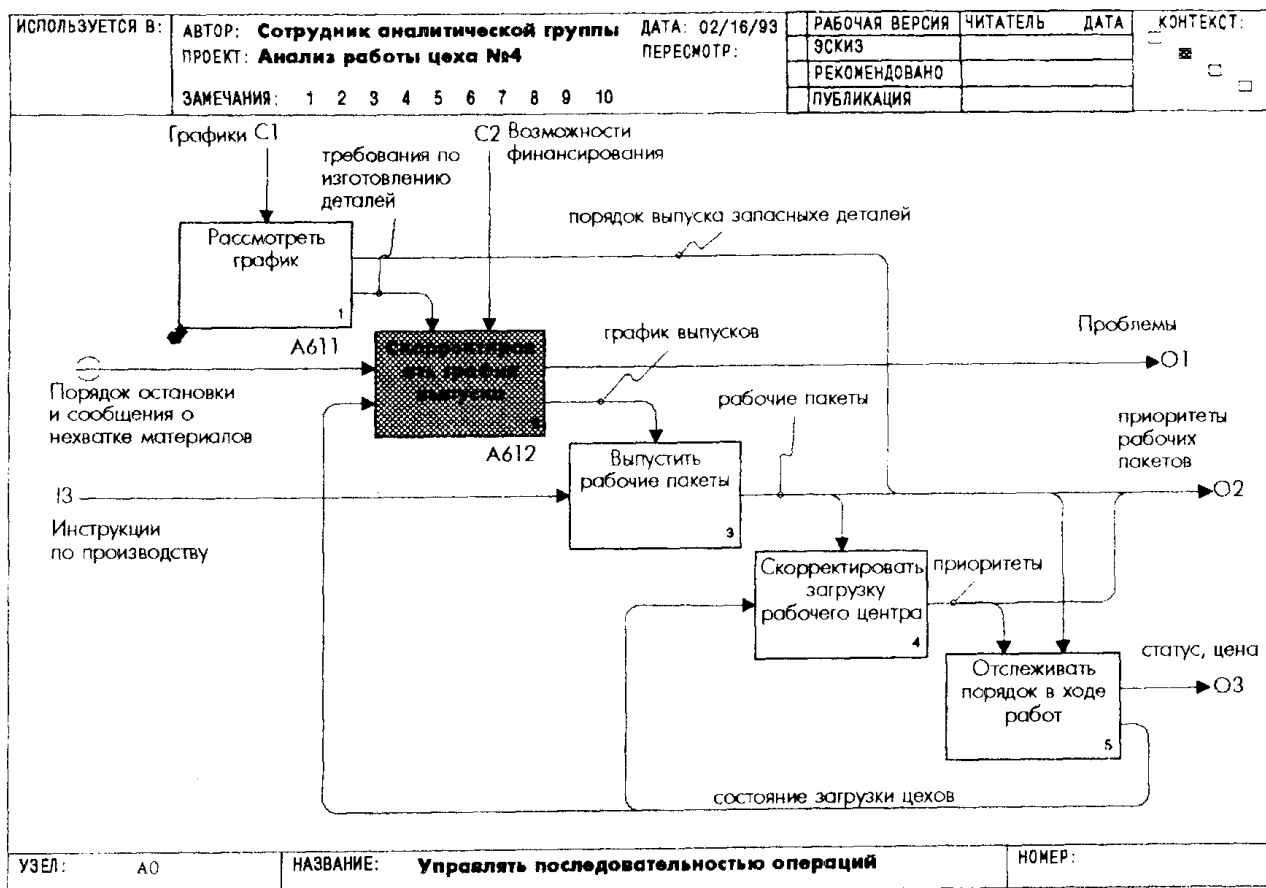 ИСПОЛЬЗУЕТСЯ В:
АВТОР: Сотрудник аналитической группы
ДАТА: 02/16/93
ПРОЕКТ: Анализ работы цеха №4
ПЕРЕСМОТР:
ЗАМЕЧАНИЯ: 1 2 3 4 5 6 7 8 9 10
РАБОЧАЯ ВЕРСИЯ
ЭСКИЗ
РЕКОМЕНДОВАНО
ПУБЛИКАЦИЯ
ЧИТАТЕЛЬ ДАТА
КОНТЕКСТ:
Графики C1
C2 Возможности
финансирования
требования по
изготовлению
деталей
порядок выпуска запасныхе деталей
Рассмотреть
график
1
A611
Скорректиров
ать график
выпуска
график выпусков
Проблемы
O1
Порядок остановки
и сообщения о
нехватке материалов
A612
рабочие пакеты
приоритеты
рабочих
пакетов
Выпустить
рабочие пакеты
3
I3
O2
Инструкции
по производству
Скорректировать
загрузку
рабочего центра
4
приоритеты
статус, цена
Отслеживать
порядок в ходе
работ
5
O3
состояние загрузки цехов
УЗЕЛ: A0
НАЗВАНИЕ: Управлять последовательностью операций
НОМЕР: